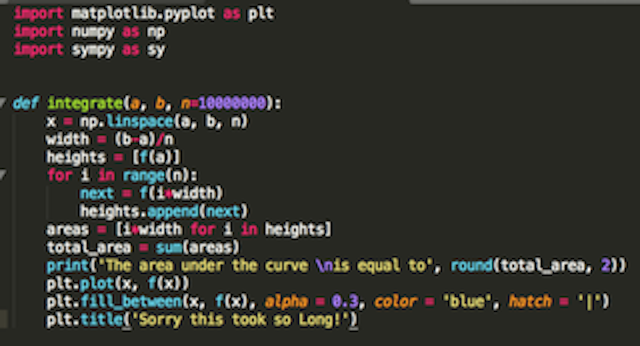 import matplotlib.pyplot as plt
import numpy as np
import sympy as sy
def integrate(a, b, n=10000000):
x = np.linspace(a, b, n)
width = (b-a)/n
heights = [f(a)]
for i in range(n):
next = f(i*width)
heights.append(next)
areas = [i*width for i in heights]
total_area = sum(areas)
print('The area under the curve \nis equal to', round(total_area, 2))
plt.plot(x, f(x))
plt.fill_between(x, f(x), alpha = 0.3, color = 'blue', hatch = '|')
plt.title('Sorry this took so Long!')